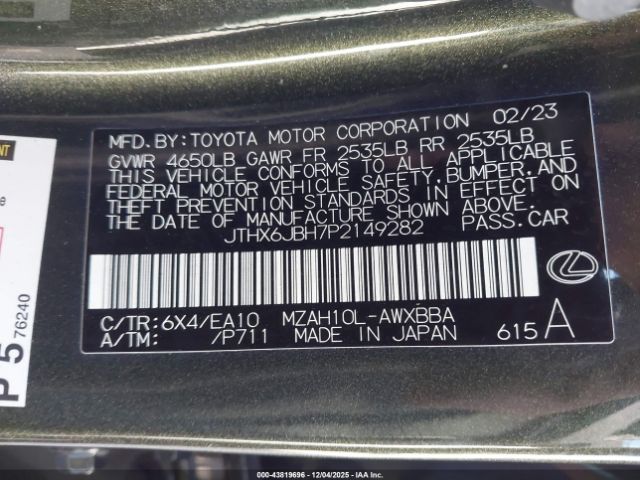 MFD.BY:TOYOTA MOTOR CORPORATION 02/23
GVWR 4650LB GAWR FR 2535LB RR 2535LB
THIS VEHICLE CONFORMS TO ALL APPLICABLE
FEDERAL MOTOR VEHICLE SAFETY,BUMPER,AND
THEFT PREVENTION STANDARDS IN EFFECT ON
THE DATE OF MANUFACTURE SHOWN ABOVE.
JTHX6JBH7P2149282 PASS.CAR
C/TR:6X4/EA10 MZAH10L-AWXBBA
A/TM: /P711 MADE IN JAPAN 615A
P 5 76240
000-43819696 - 12/04/2025 - IAAI, Inc.